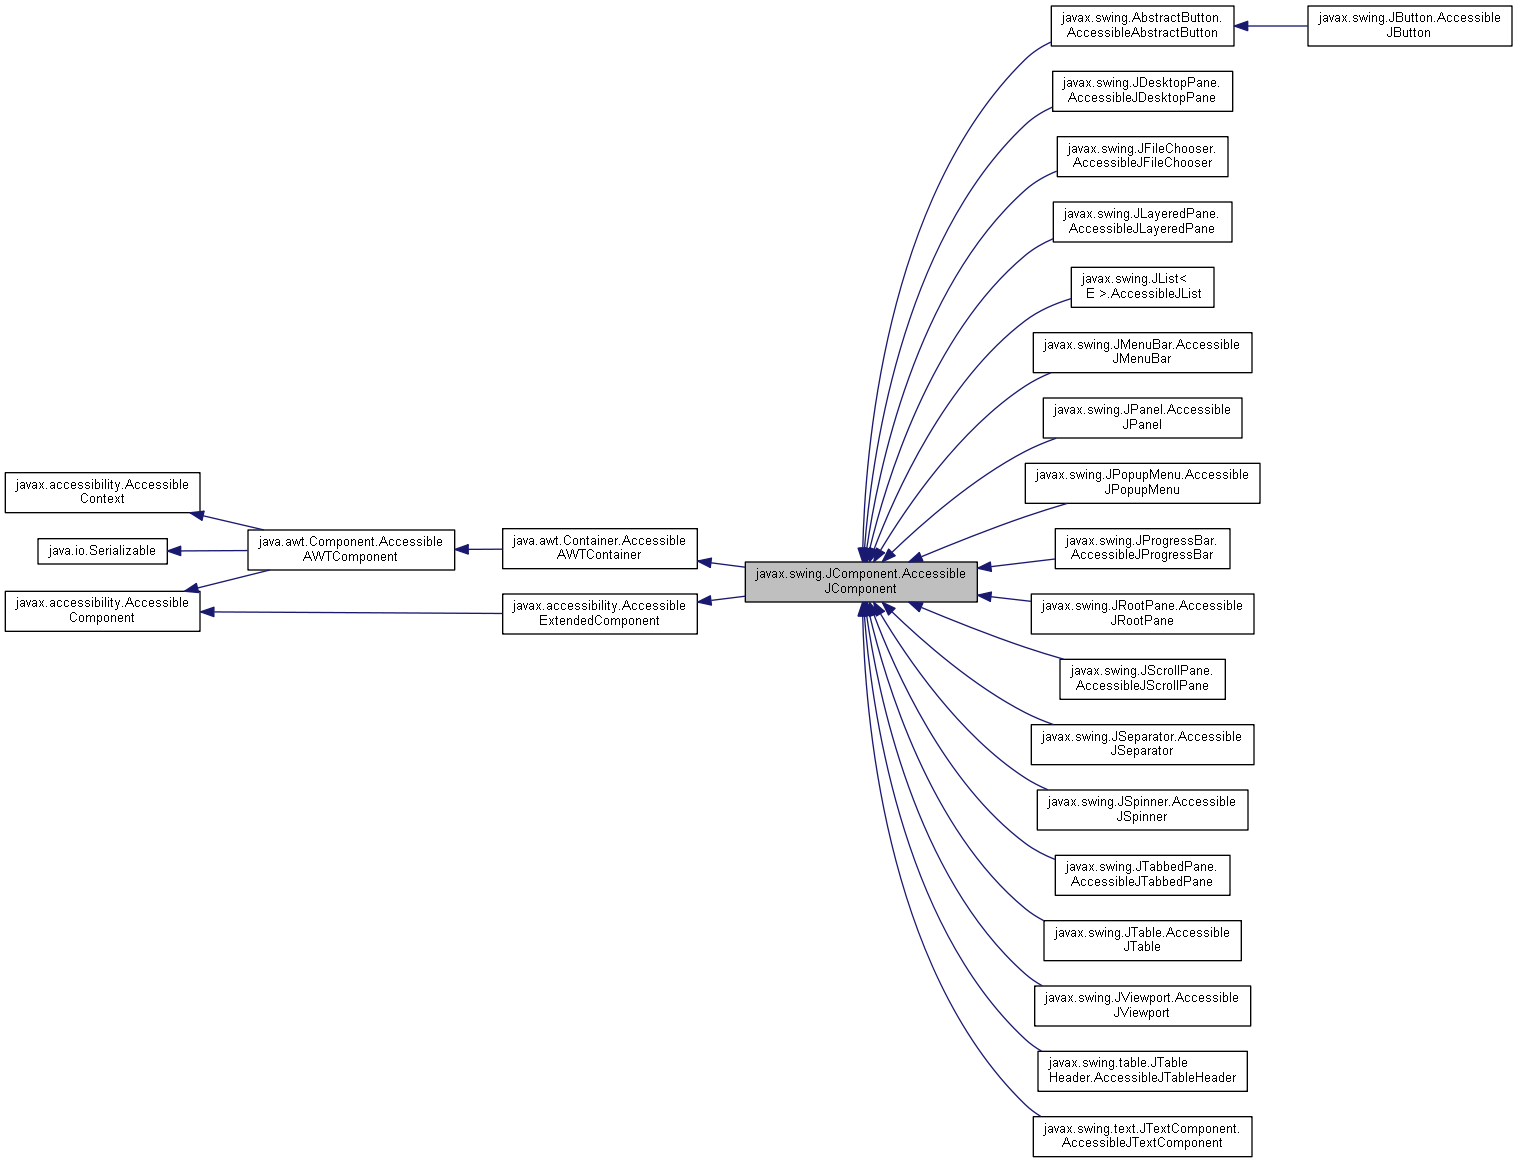 javax.accessibility.Accessible
Context
java.io.Serializable
javax.accessibility.Accessible
Component
java.awt.Component.Accessible
AWTComponent
java.awt.Container.Accessible
AWTContainer
javax.accessibility.Accessible
ExtendedComponent
javax.swing.JComponent.Accessible
JComponent
javax.swing.AbstractButton.
AccessibleAbstractButton
javax.swing.JButton.Accessible
JButton
javax.swing.JDesktopPane.
AccessibleJDesktopPane
javax.swing.JFileChooser.
AccessibleJFileChooser
javax.swing.JLayeredPane.
AccessibleJLayeredPane
javax.swing.JList<
E >.AccessibleJList
javax.swing.JMenuBar.Accessible
JMenuBar
javax.swing.JPanel.Accessible
JPanel
javax.swing.JPopupMenu.Accessible
JPopupMenu
javax.swing.JProgressBar.
AccessibleJProgressBar
javax.swing.JRootPane.Accessible
JRootPane
javax.swing.JScrollPane.
AccessibleJScrollPane
javax.swing.JSeparator.Accessible
JSeparator
javax.swing.JSpinner.Accessible
JSpinner
javax.swing.JTabbedPane.
AccessibleJTabbedPane
javax.swing.JTable.Accessible
JTable
javax.swing.JViewport.Accessible
JViewport
javax.swing.table.JTable
Header.AccessibleJTableHeader
javax.swing.text.JTextComponent.
AccessibleJTextComponent